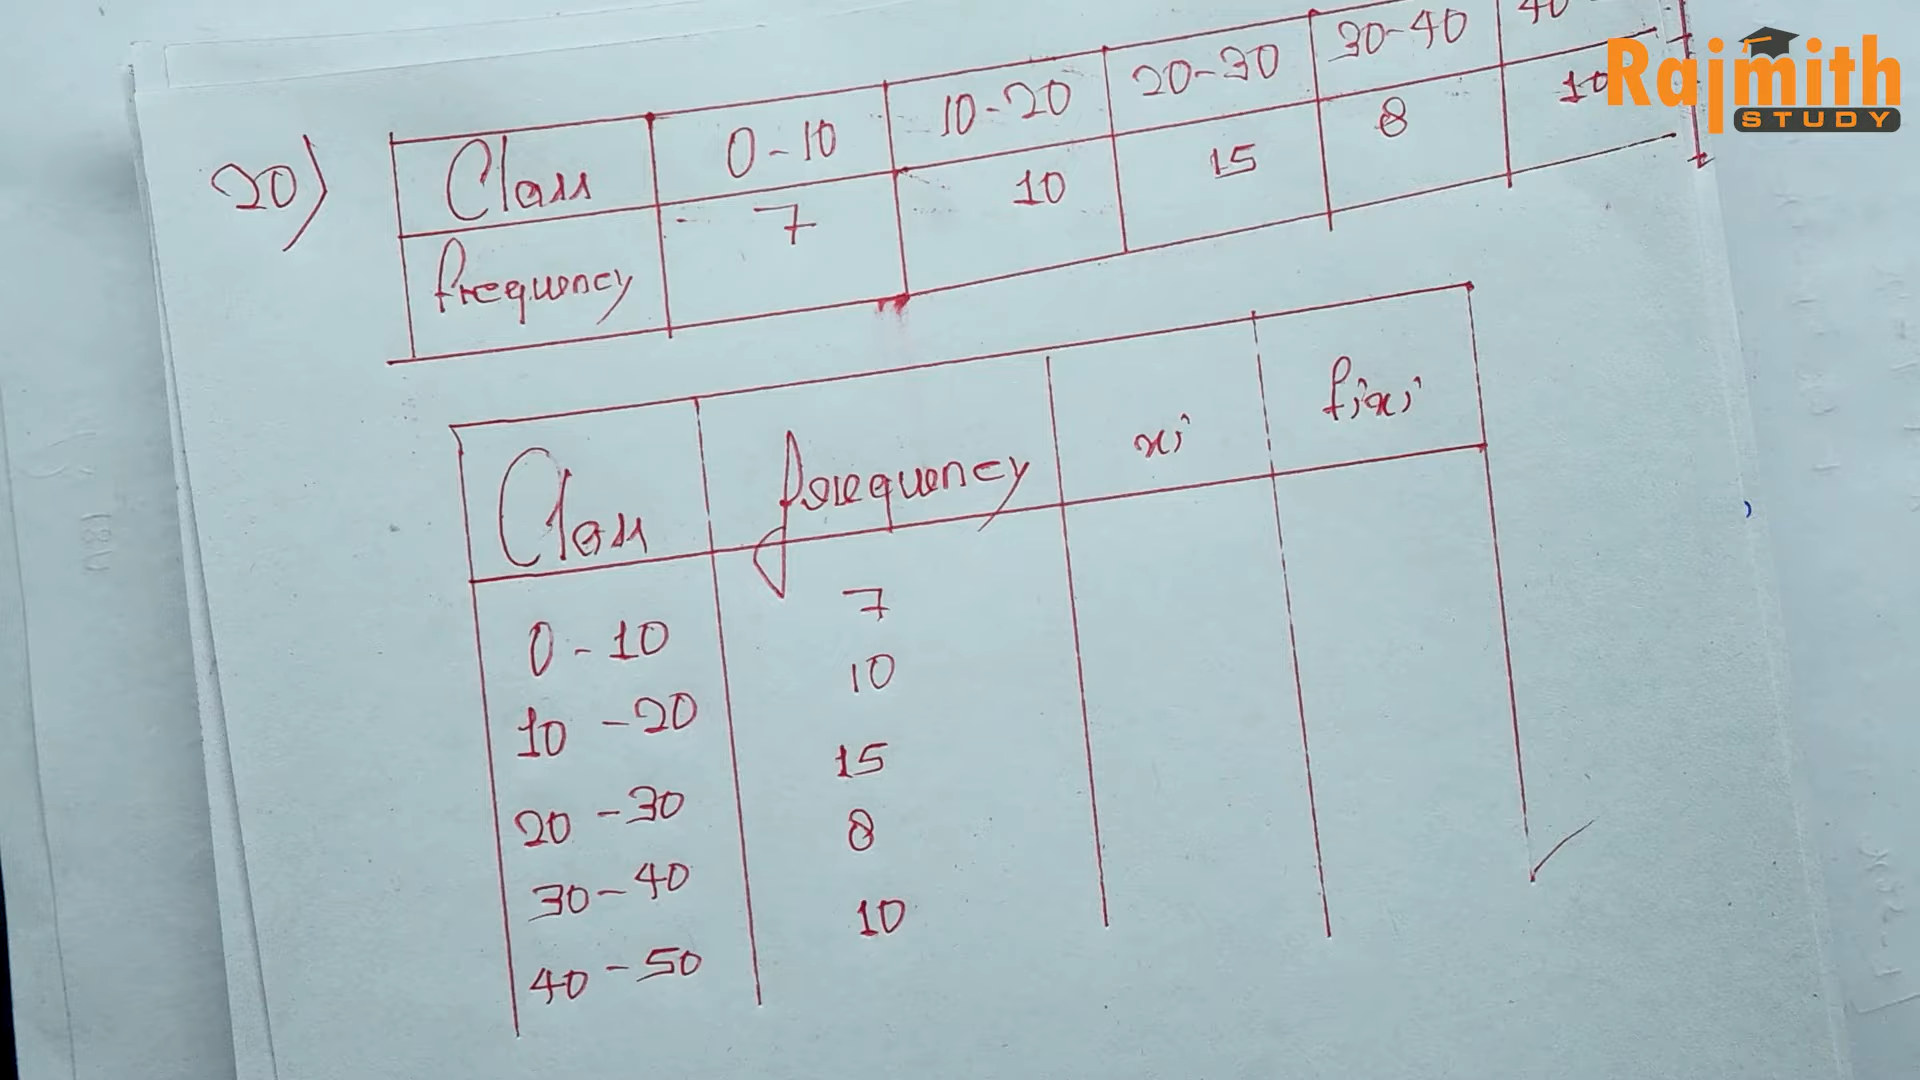 20) Class 0-10 10-20 20-30 30-40 40
frequency 7 10 15 8 10
Rajmith
STUDY
Class frequency xi fixi
0-10 7
10-20 10
20-30 15
30-40 8
40-50 10